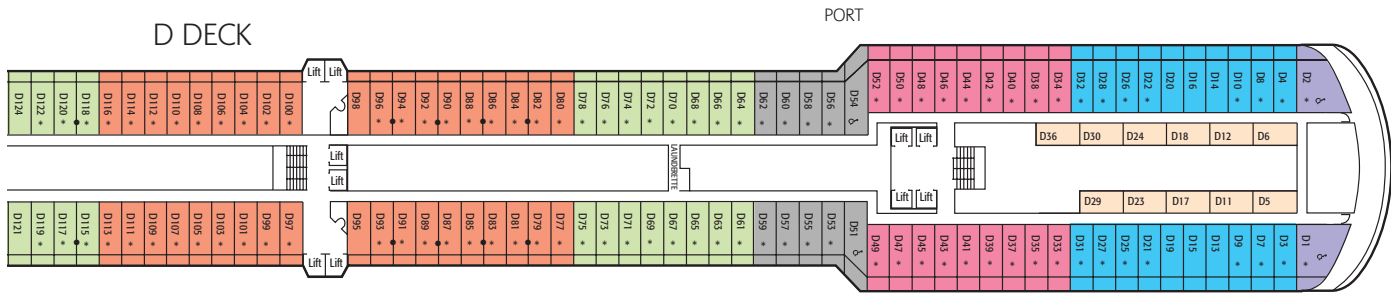 PORT
D DECK
Lift Lift
D124 D122 * D120 * D118 * D116 * D114 * D112 * D110 * D108 * D106 * D104 * D102 * D100 *
D98 D96 * D94 * D92 * D90 * D88 * D86 * D84 * D82 * D80 *
D78 * D76 * D74 * D72 * D70 * D68 * D66 * D64 *
D62 * D60 * D58 * D56 * D54
D52 * D50 * D48 * D46 * D44 * D42 * D40 * D38 * D34 *
D32 * D28 * D26 * D22 * D20 D16 D14 D10 * D8 * D4 * D2 *
D36 D30 D24 D18 D12 D6
Lift Lift
Lift
Lift
LAUNDERETTE
Lift Lift
D29 D23 D17 D11 D5
D121 D119 * D117 * D115 * D113 * D111 * D109 * D107 * D105 * D103 * D101 * D99 * D97 *
D95 D93 * D91 * D89 * D87 * D85 * D83 * D81 * D79 * D77 *
D75 * D73 * D71 * D69 * D67 * D65 * D63 * D61 *
D59 * D57 * D55 * D53 * D51
D49 * D47 * D45 * D43 * D41 * D39 * D37 * D35 * D33 *
D31 * D27 * D25 * D21 * D19 D15 D13 D9 * D7 * D3 * D1 *
Lift Lift